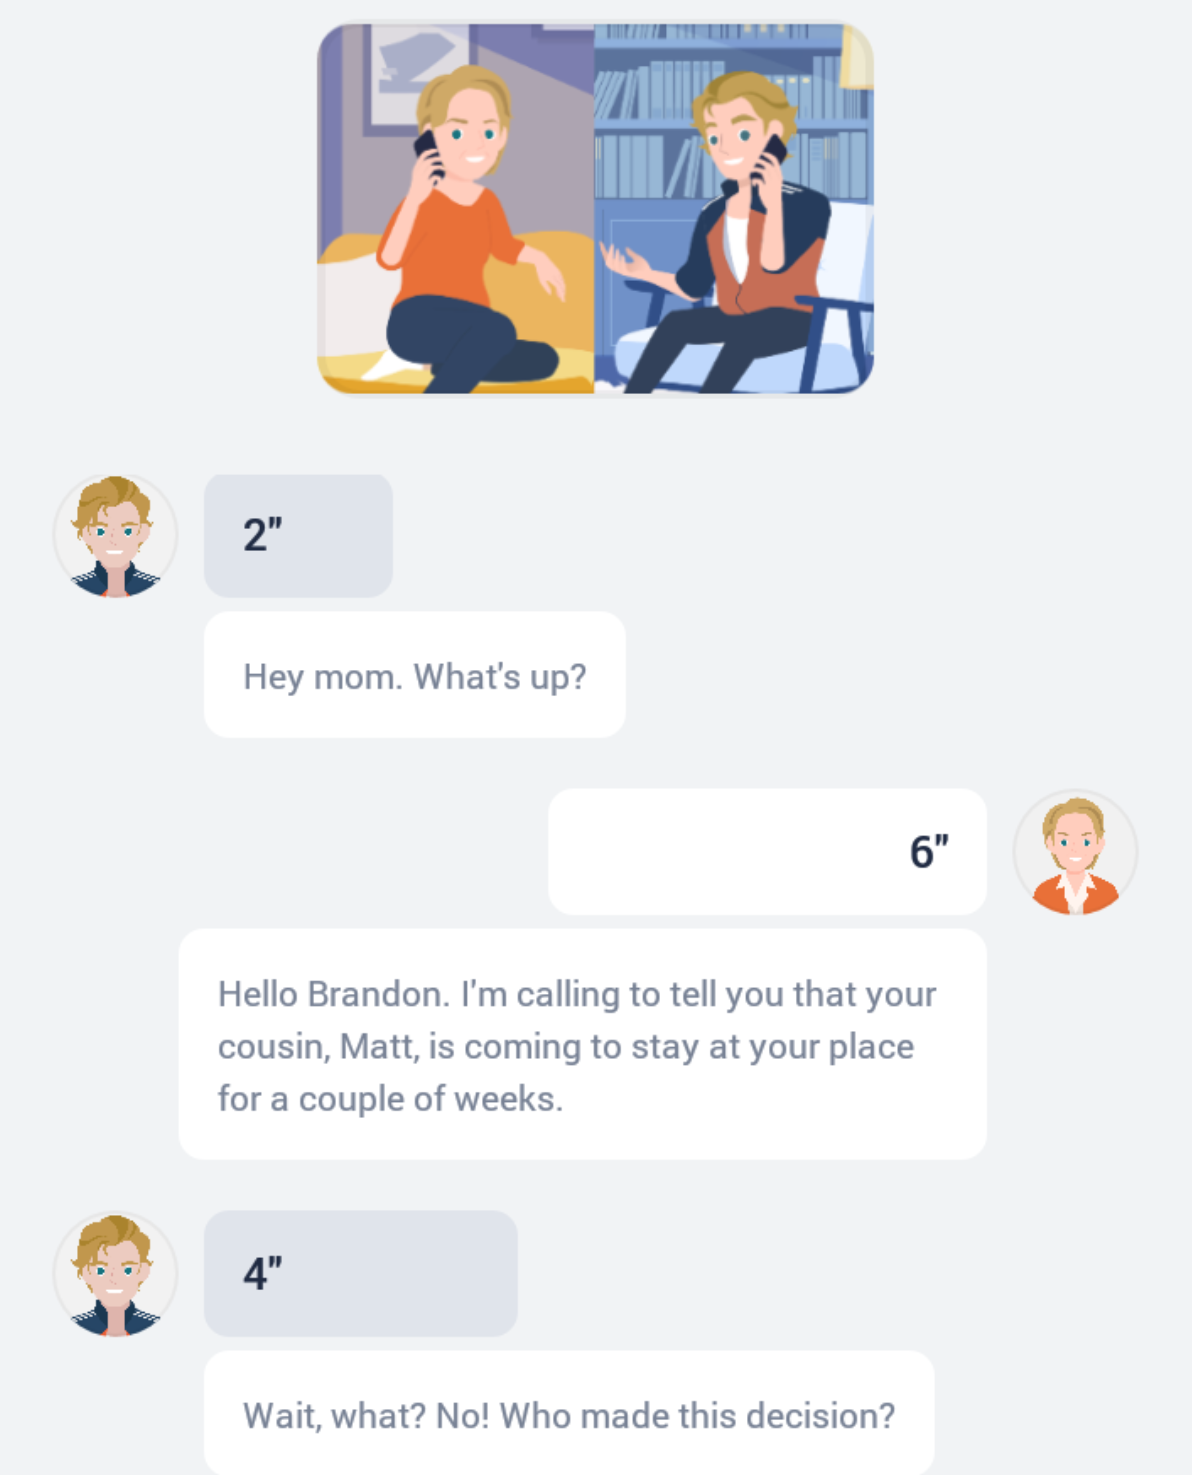 2"
Hey mom. What's up?
6"
Hello Brandon. I'm calling to tell you that your
cousin, Matt, is coming to stay at your place
for a couple of weeks.
4"
Wait, what? No! Who made this decision?